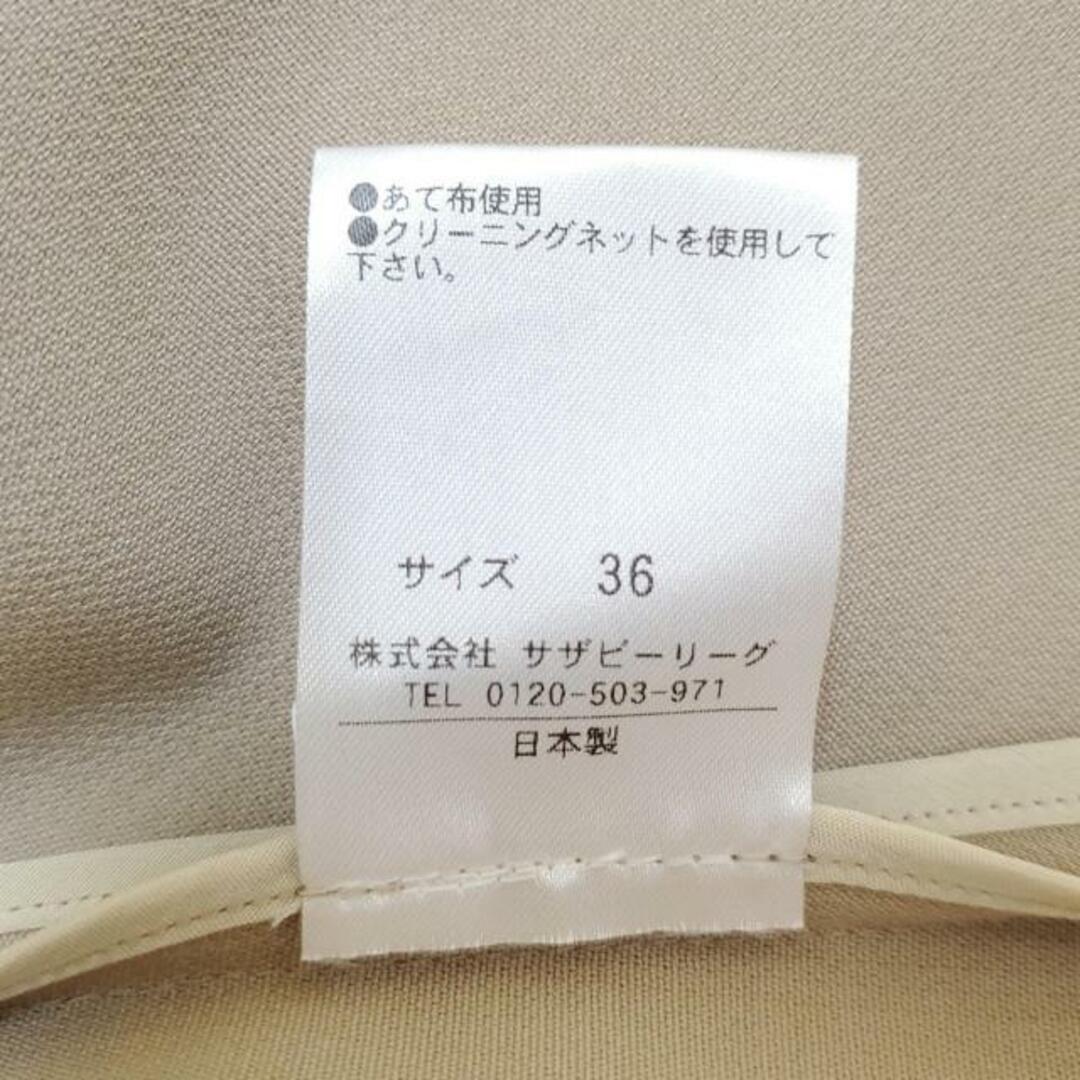 ●あて布使用
●クリーニングネットを使用して
下さい。
サイズ 36
株式会社 サザビーリーグ
TEL 0120-503-971
日本製